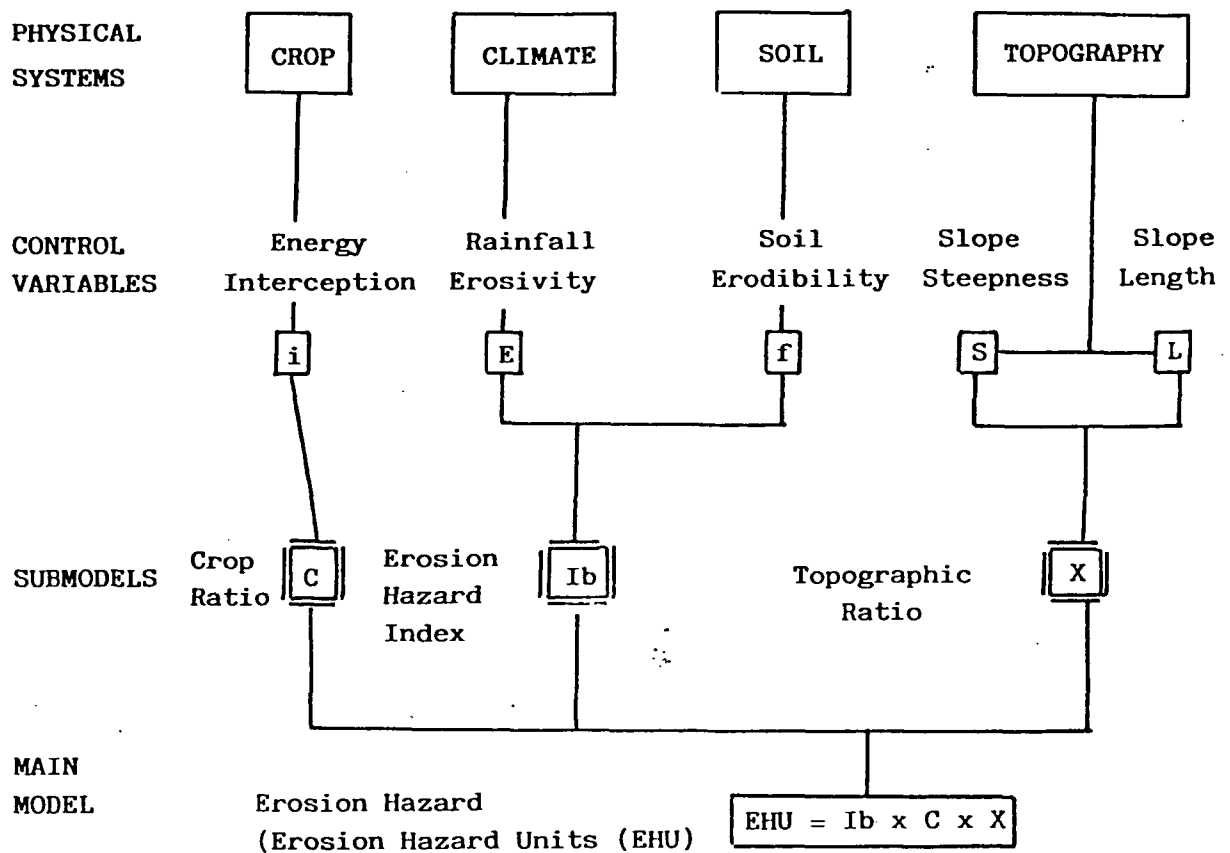 PHYSICAL
SYSTEMS
CROP
CLIMATE
SOIL
TOPOGRAPHY
CONTROL
VARIABLES
Energy
Interception
Rainfall
Erosivity
Soil
Erodibility
Slope
Steepness
Slope
Length
i
E
f
S
L
SUBMODELS
Crop
Ratio
C
Erosion
Hazard
Index
Ib
Topographic
Ratio
X
MAIN
MODEL
Erosion Hazard
(Erosion Hazard Units (EHU)
EHU = Ib x C x X